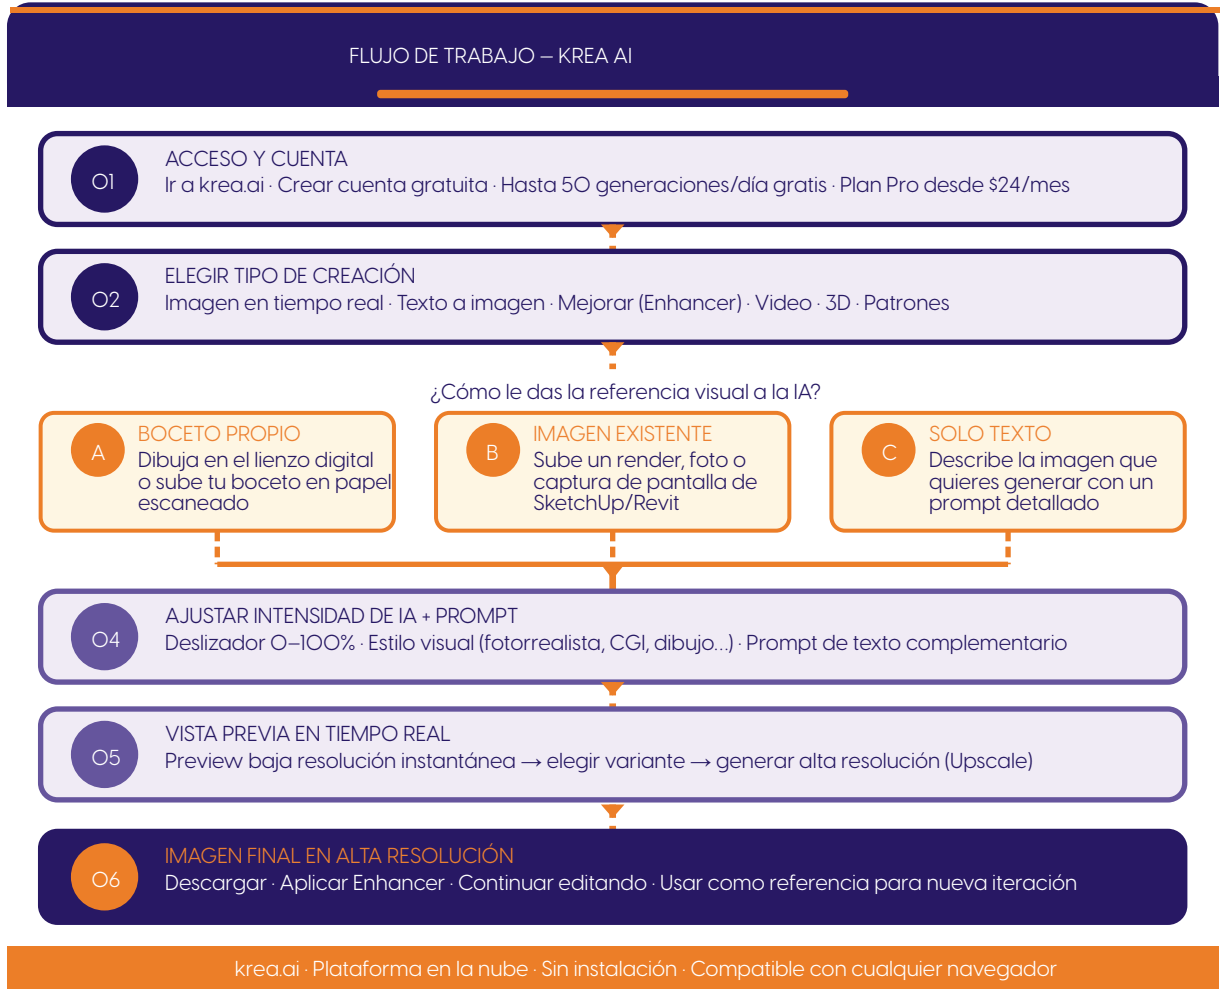 FLUJO DE TRABAJO — KREA AI
01
ACCESO Y CUENTA
Ir a krea.ai · Crear cuenta gratuita · Hasta 50 generaciones/día gratis · Plan Pro desde $24/mes
02
ELEGIR TIPO DE CREACIÓN
Imagen en tiempo real · Texto a imagen · Mejorar (Enhancer) · Video · 3D · Patrones
¿Cómo le das la referencia visual a la IA?
A
BOCETO PROPIO
Dibuja en el lienzo digital
o sube tu boceto en papel
escaneado
B
IMAGEN EXISTENTE
Sube un render, foto o
captura de pantalla de
SketchUp/Revit
C
SOLO TEXTO
Describe la imagen que
quieres generar con un
prompt detallado
04
AJUSTAR INTENSIDAD DE IA + PROMPT
Deslizador 0–100% · Estilo visual (fotorrealista, CGI, dibujo...) · Prompt de texto complementario
05
VISTA PREVIA EN TIEMPO REAL
Preview baja resolución instantánea → elegir variante → generar alta resolución (Upscale)
06
IMAGEN FINAL EN ALTA RESOLUCIÓN
Descargar · Aplicar Enhancer · Continuar editando · Usar como referencia para nueva iteración
krea.ai · Plataforma en la nube · Sin instalación · Compatible con cualquier navegador